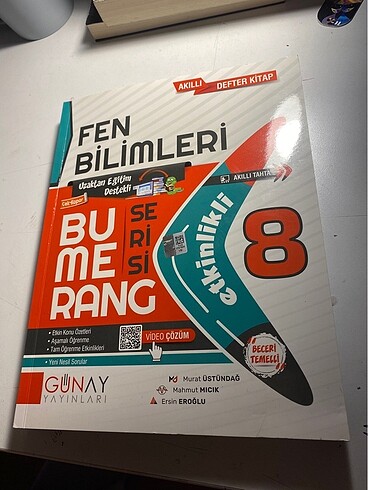 AKILLI DEFTER KİTAP
FEN
BİLİMLERİ
Uzaktan Eğitim
Destekli
AKILLI TAHTA
Çek-Kopar
BU
ME
RANG
SE
Rİ
Sİ
etkinlikli
8
• Etkin Konu Özetleri
• Aşamalı Öğrenme
• Tam Öğrenme Etkinlikleri
• Yeni Nesil Sorular
VİDEO ÇÖZÜM
BECERİ
TEMELLİ
GÜNAY
YAYINLARI
Murat ÜSTÜNDAĞ
Mahmut MICIK
Ersin EROĞLU